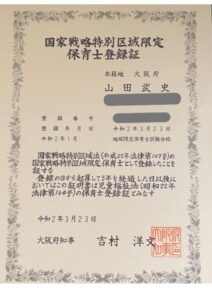 国家戦略特別区域限定
保育士登録証
本籍地 大阪府
山田武史
登録番号
登録年月日 令和2年3月23日
地域限定保育士試験合格
国家戦略特別区域法(平成25年法律第107号)の
国家戦略特別区域限定保育士として登録したことを
証する
登録の日から起算して3年を経過した日以後に
おいてはこの証明書は児童福祉法(昭和22年
法律第164号)の保育士登録証とみなす
令和2年3月23日
大阪府知事 吉村洋文